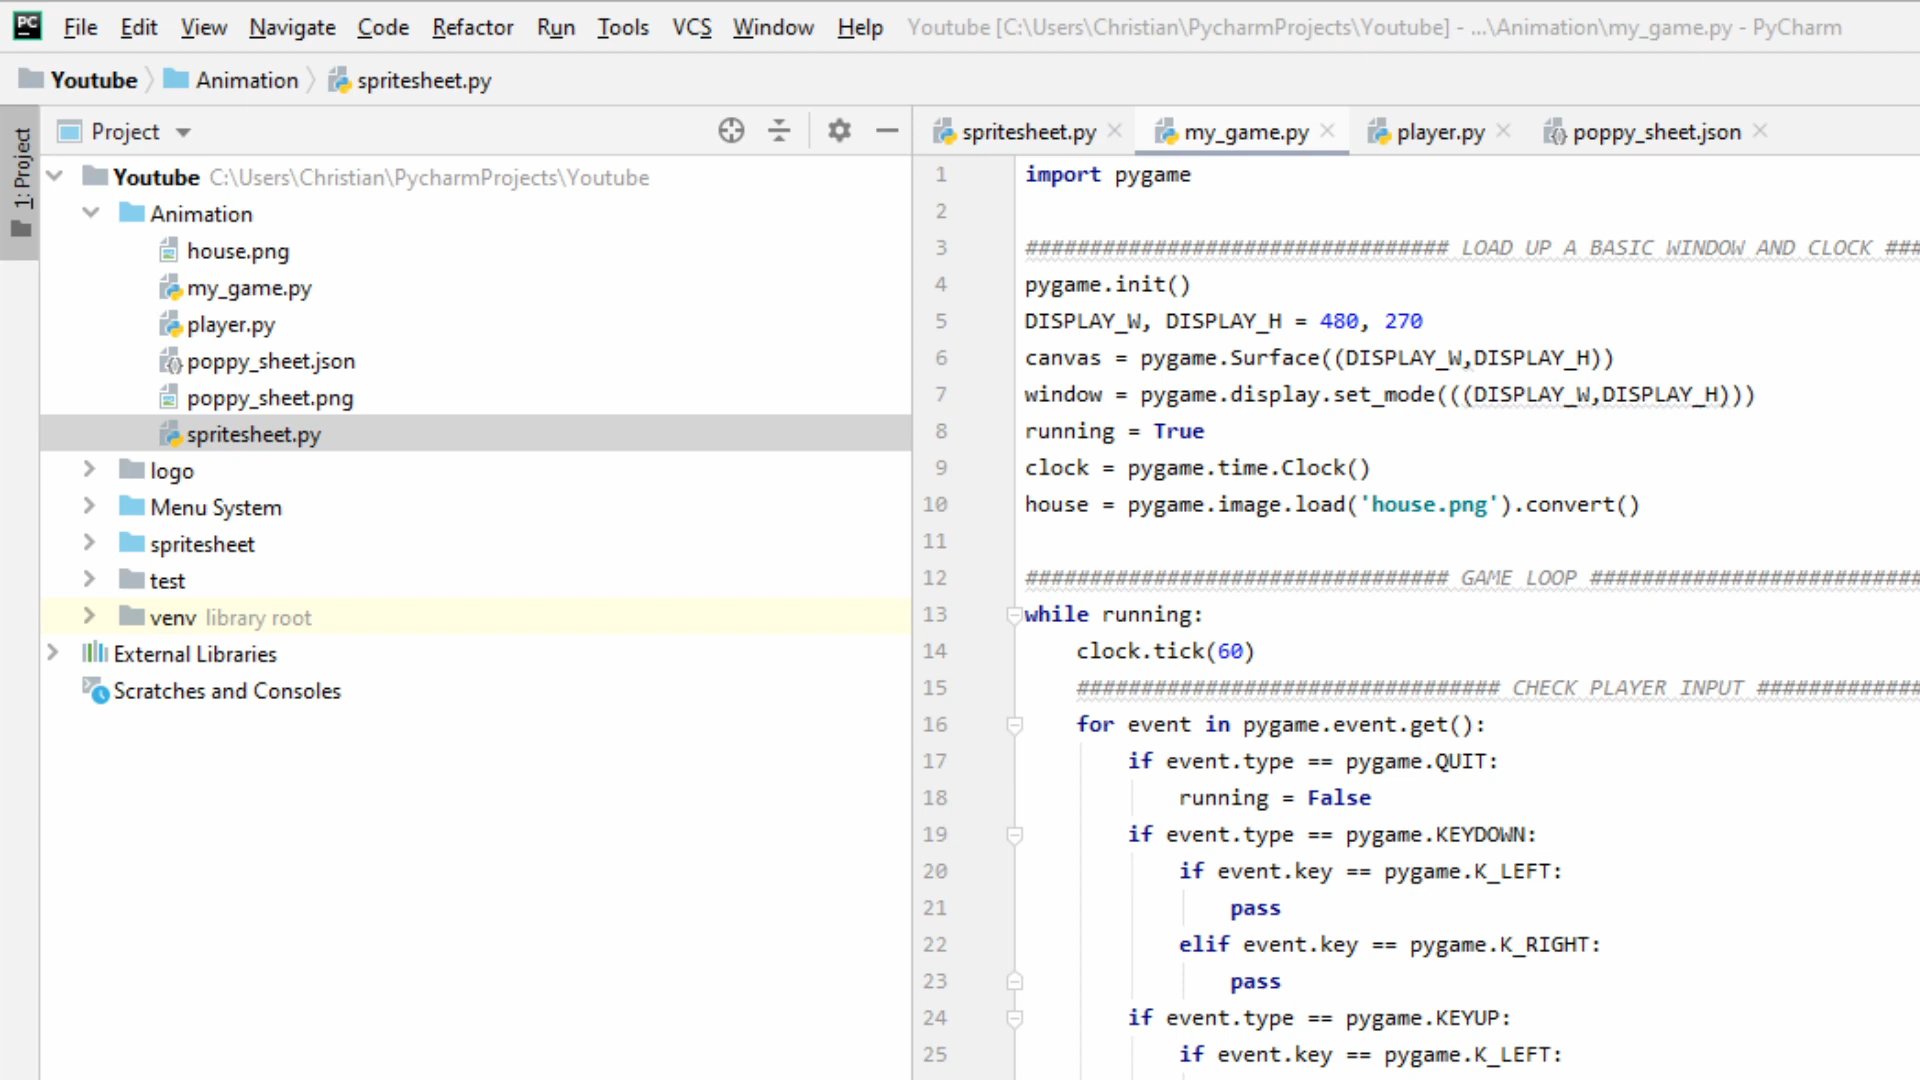 PC File Edit View Navigate Code Refactor Run Tools VCS Window Help Youtube [C:\Users\Christian\PycharmProjects\Youtube] - ...\Animation\my_game.py - PyCharm
Youtube Animation spritesheet.py
1: Project
Project
Youtube C:\Users\Christian\PycharmProjects\Youtube
Animation
house.png
my_game.py
player.py
poppy_sheet.json
poppy_sheet.png
spritesheet.py
logo
Menu System
spritesheet
test
venv library root
External Libraries
Scratches and Consoles
spritesheet.py my_game.py player.py poppy_sheet.json
1 import pygame
2
3 ################################# LOAD UP A BASIC WINDOW AND CLOCK ###
4 pygame.init()
5 DISPLAY_W, DISPLAY_H = 480, 270
6 canvas = pygame.Surface((DISPLAY_W,DISPLAY_H))
7 window = pygame.display.set_mode(((DISPLAY_W,DISPLAY_H)))
8 running = True
9 clock = pygame.time.Clock()
10 house = pygame.image.load('house.png').convert()
11
12 ################################# GAME LOOP ##########################
13 while running:
14 clock.tick(60)
15 ################################# CHECK PLAYER INPUT #############
16 for event in pygame.event.get():
17 if event.type == pygame.QUIT:
18 running = False
19 if event.type == pygame.KEYDOWN:
20 if event.key == pygame.K_LEFT:
21 pass
22 elif event.key == pygame.K_RIGHT:
23 pass
24 if event.type == pygame.KEYUP:
25 if event.key == pygame.K_LEFT: